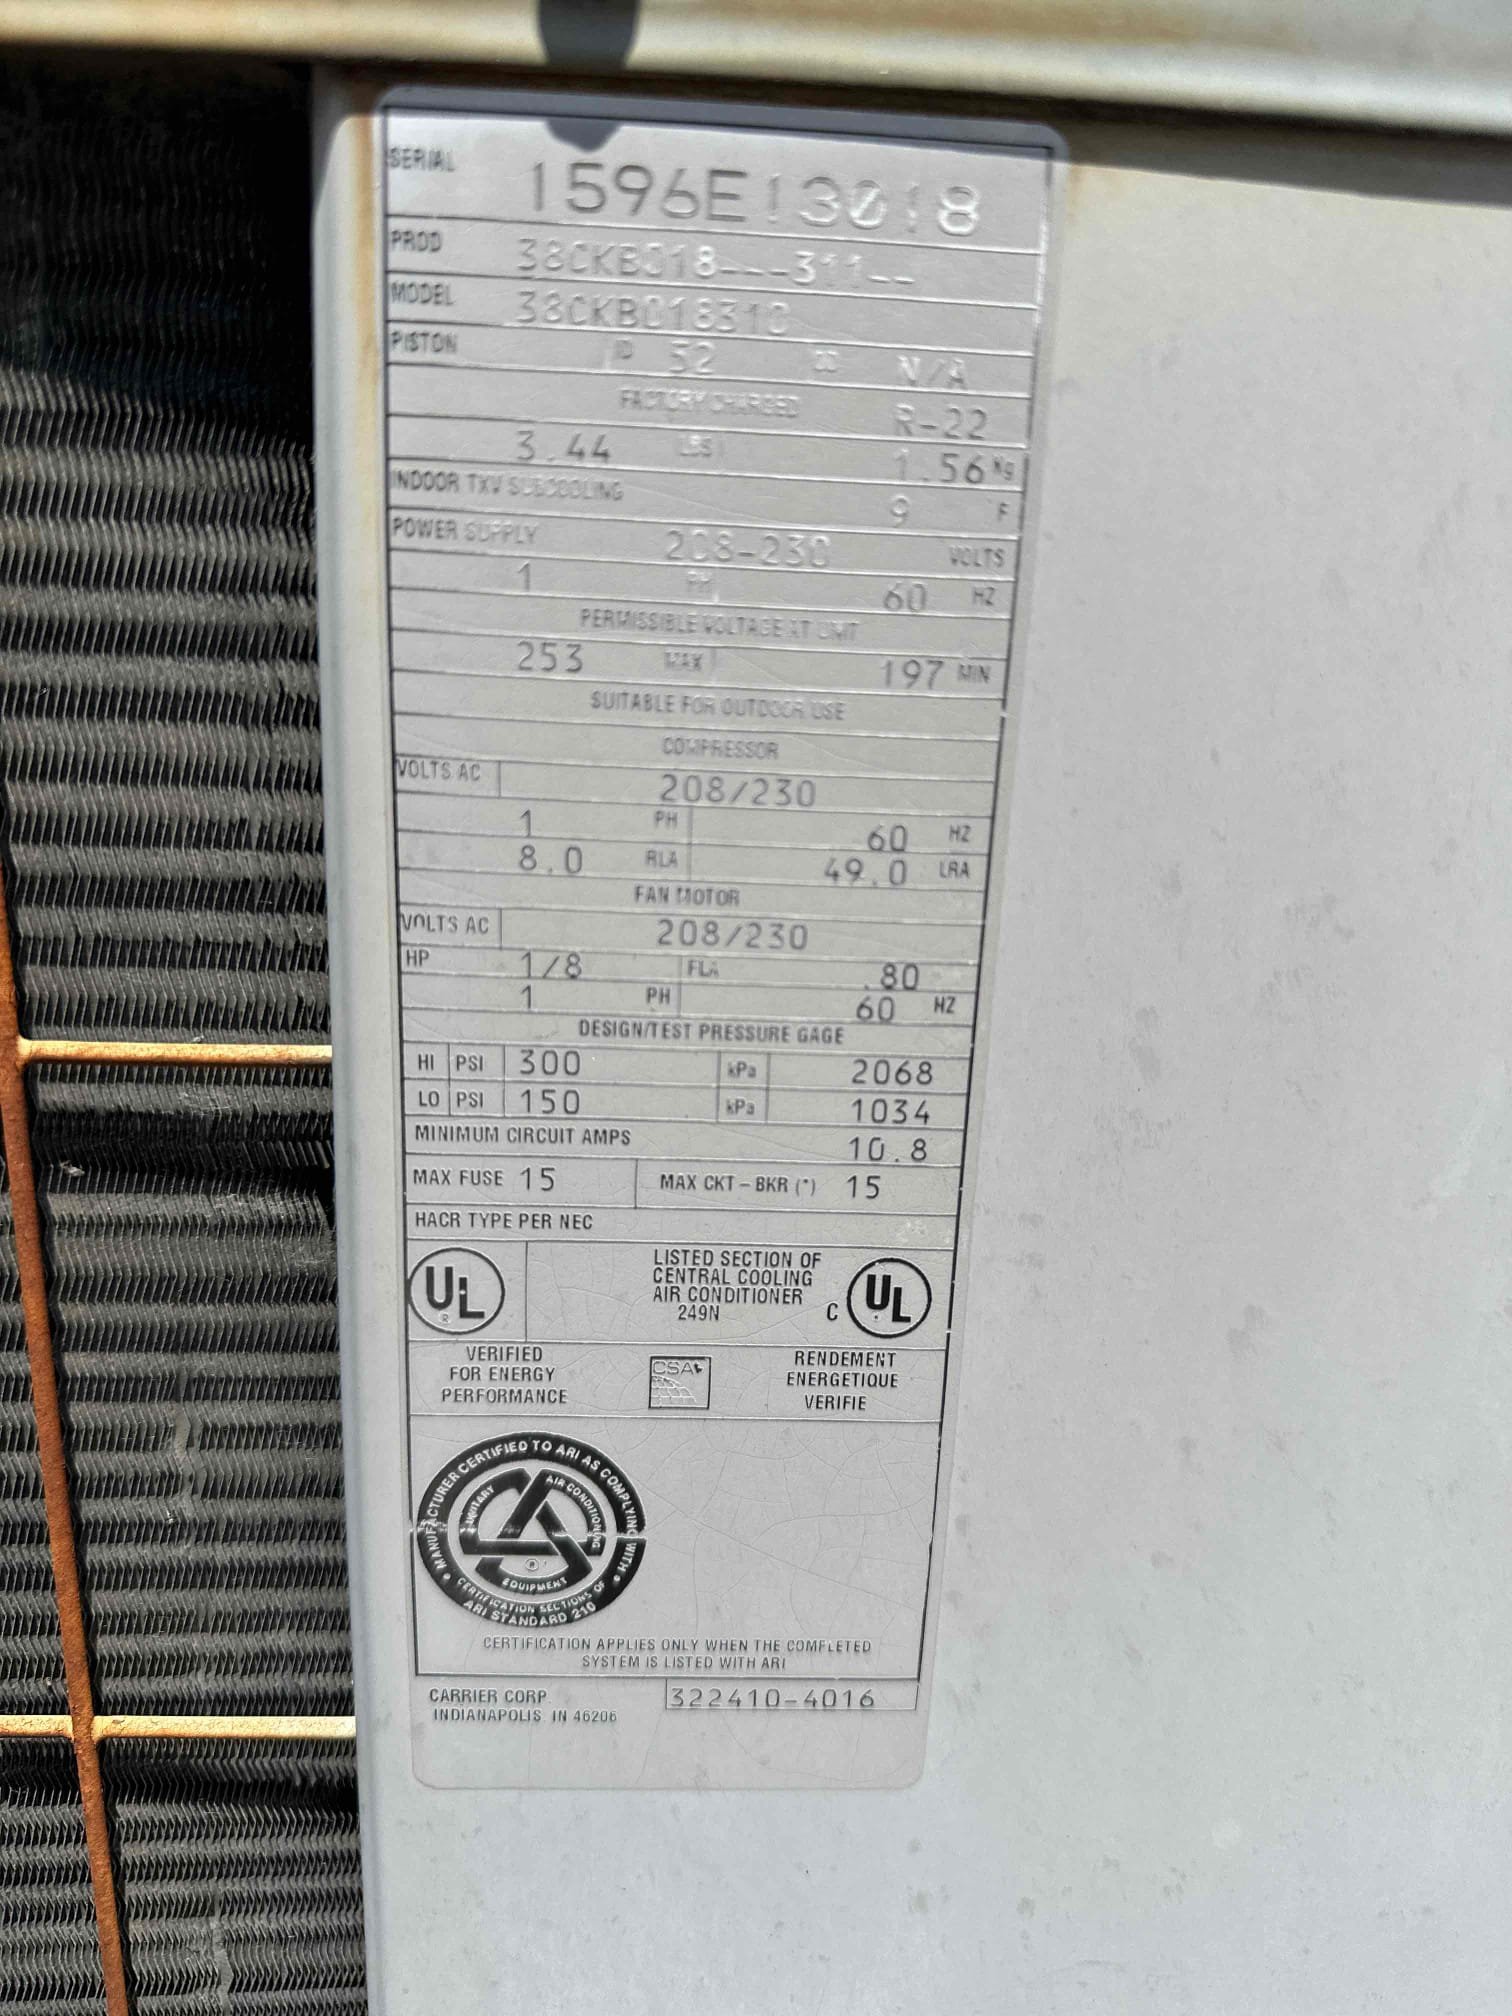 SERIAL 1596E13018
PROD 38CKB018---311--
MODEL 38CKB018310
PISTON ID 52 OD N/A
FACTORY CHARGED R-22
3.44 LBS 1.56 Kg
INDOOR TXV SUBCOOLING 9 F
POWER SUPPLY 208-230 VOLTS
1 PH 60 HZ
PERMISSIBLE VOLTAGE AT UNIT
253 MAX 197 MIN
SUITABLE FOR OUTDOOR USE
COMPRESSOR
VOLTS AC 208/230
1 PH 60 HZ
8.0 RLA 49.0 LRA
FAN MOTOR
VOLTS AC 208/230
HP 1/8 FLA .80
1 PH 60 HZ
DESIGN/TEST PRESSURE GAGE
HI PSI 300 kPa 2068
LO PSI 150 kPa 1034
MINIMUM CIRCUIT AMPS 10.8
MAX FUSE 15 MAX CKT-BKR (*) 15
HACR TYPE PER NEC
UL ®
LISTED SECTION OF
CENTRAL COOLING
AIR CONDITIONER
249N
C UL
VERIFIED
FOR ENERGY
PERFORMANCE
CSA
RENDEMENT
ENERGETIQUE
VERIFIE
MANUFACTURER CERTIFIED TO ARI AS COMPLYING WITH
CERTIFICATION SECTIONS OF
ARI STANDARD 210
UNITARY AIR CONDITIONING
EQUIPMENT
®
CERTIFICATION APPLIES ONLY WHEN THE COMPLETED
SYSTEM IS LISTED WITH ARI
CARRIER CORP.
INDIANAPOLIS, IN 46206
322410-4016